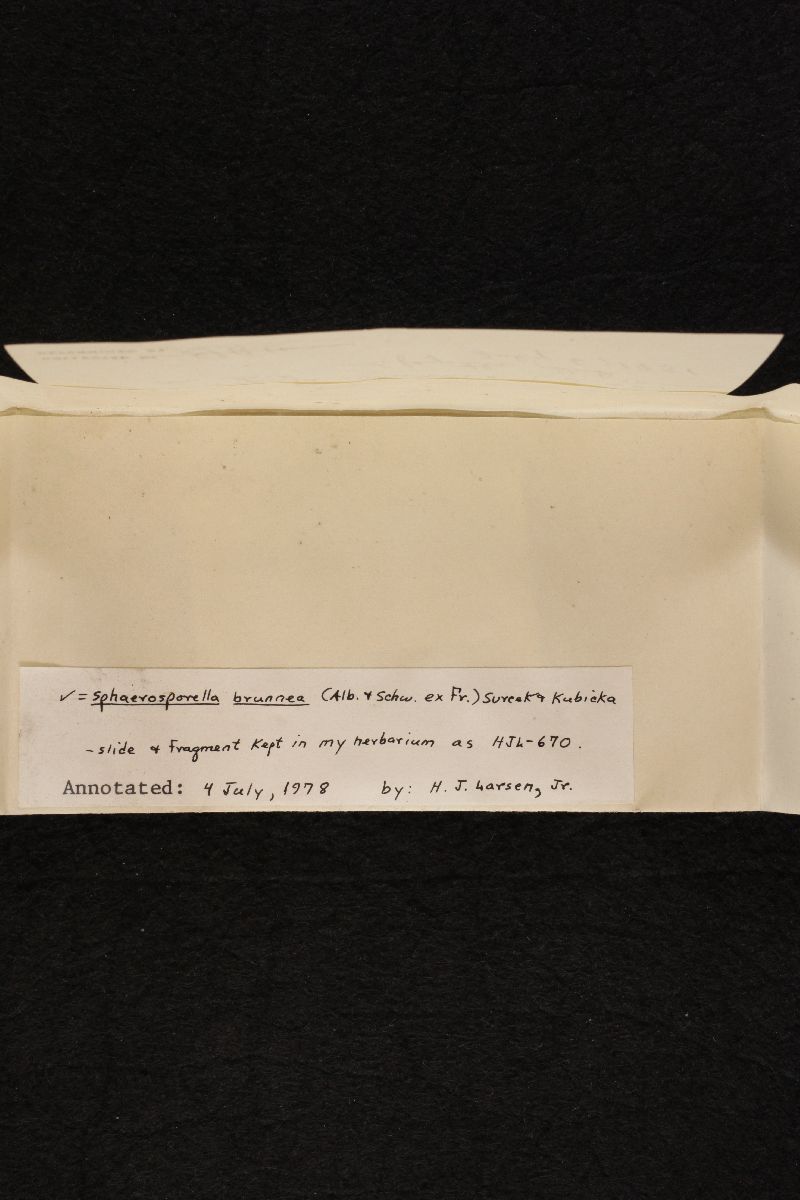 ✓ = Sphaerosporella brunnea (Alb. & Schw. ex Fr.) Svrcek & Kubicka
- slide & fragment kept in my herbarium as HJL-670.
Annotated: 4 July, 1978 by: H. J. Larsen, Jr.